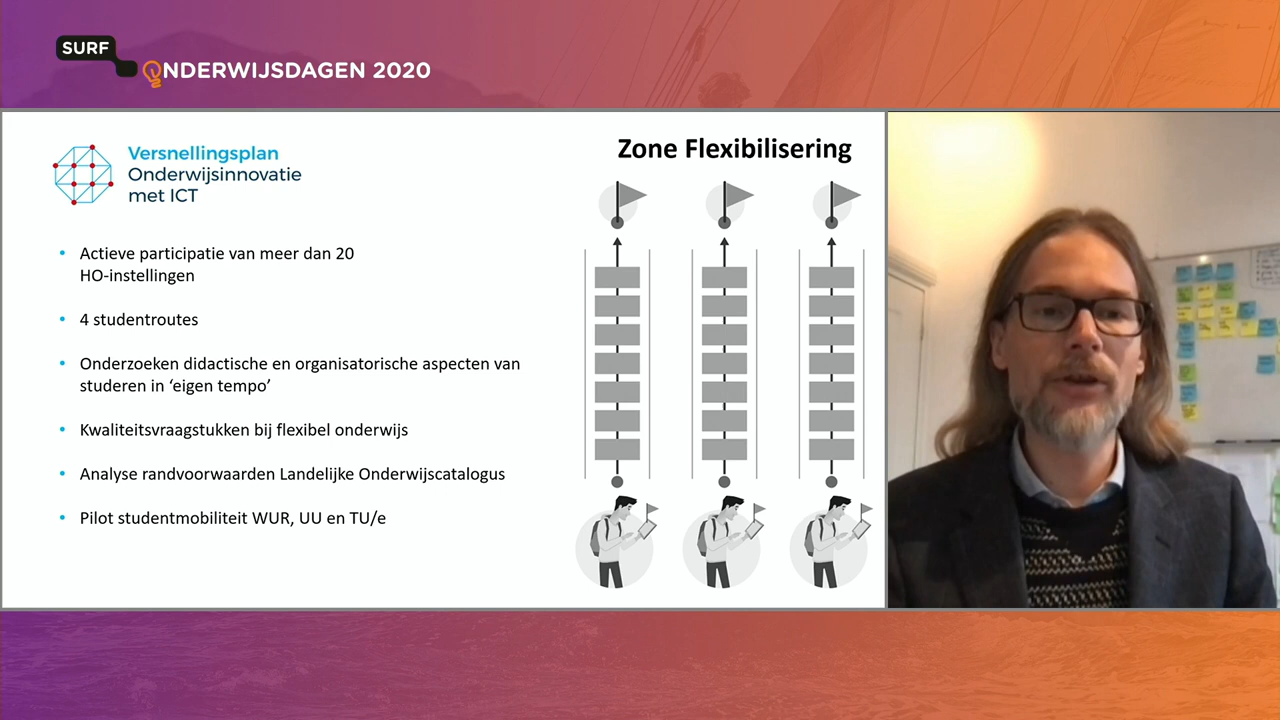 SURF
ONDERWIJSDAGEN 2020
Versnellingsplan
Onderwijsinnovatie
met ICT
Zone Flexibilisering
• Actieve participatie van meer dan 20
HO-instellingen
• 4 studentroutes
• Onderzoeken didactische en organisatorische aspecten van
studeren in ‘eigen tempo’
• Kwaliteitsvraagstukken bij flexibel onderwijs
• Analyse randvoorwaarden Landelijke Onderwijscatalogus
• Pilot studentmobiliteit WUR, UU en TU/e